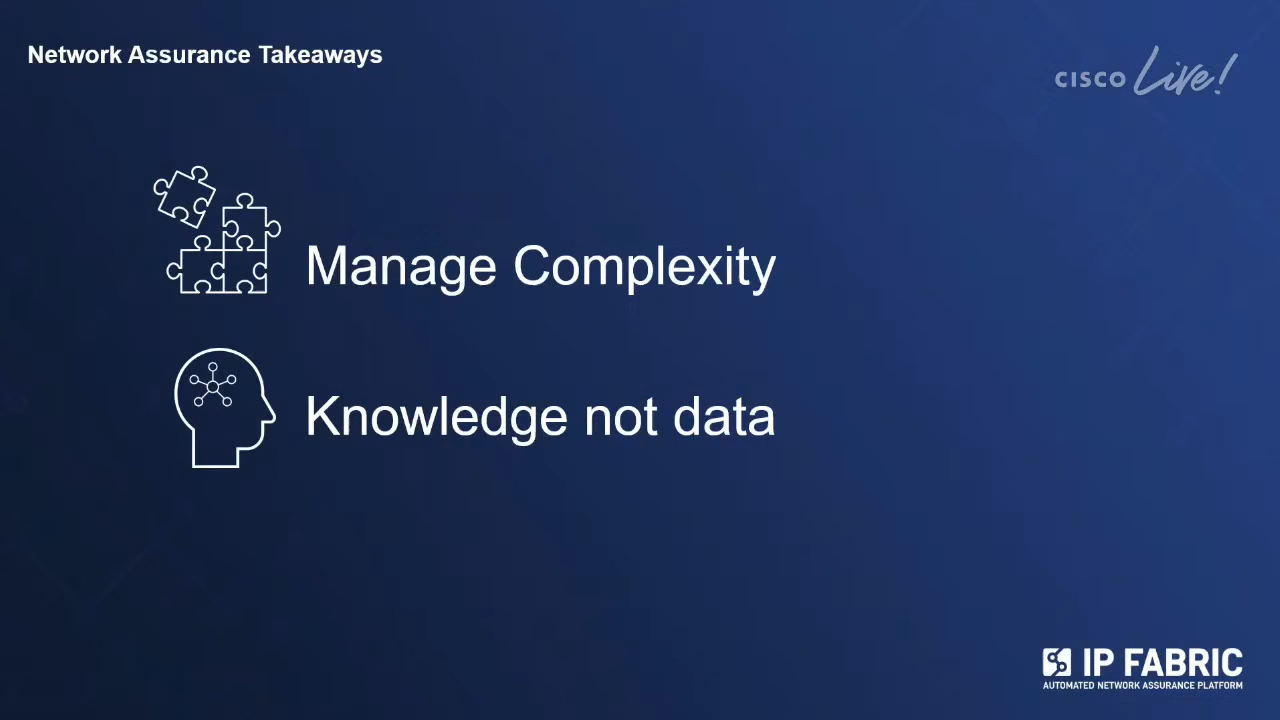 Network Assurance Takeaways
CISCO Live!
Manage Complexity
Knowledge not data
IP FABRIC
AUTOMATED NETWORK ASSURANCE PLATFORM